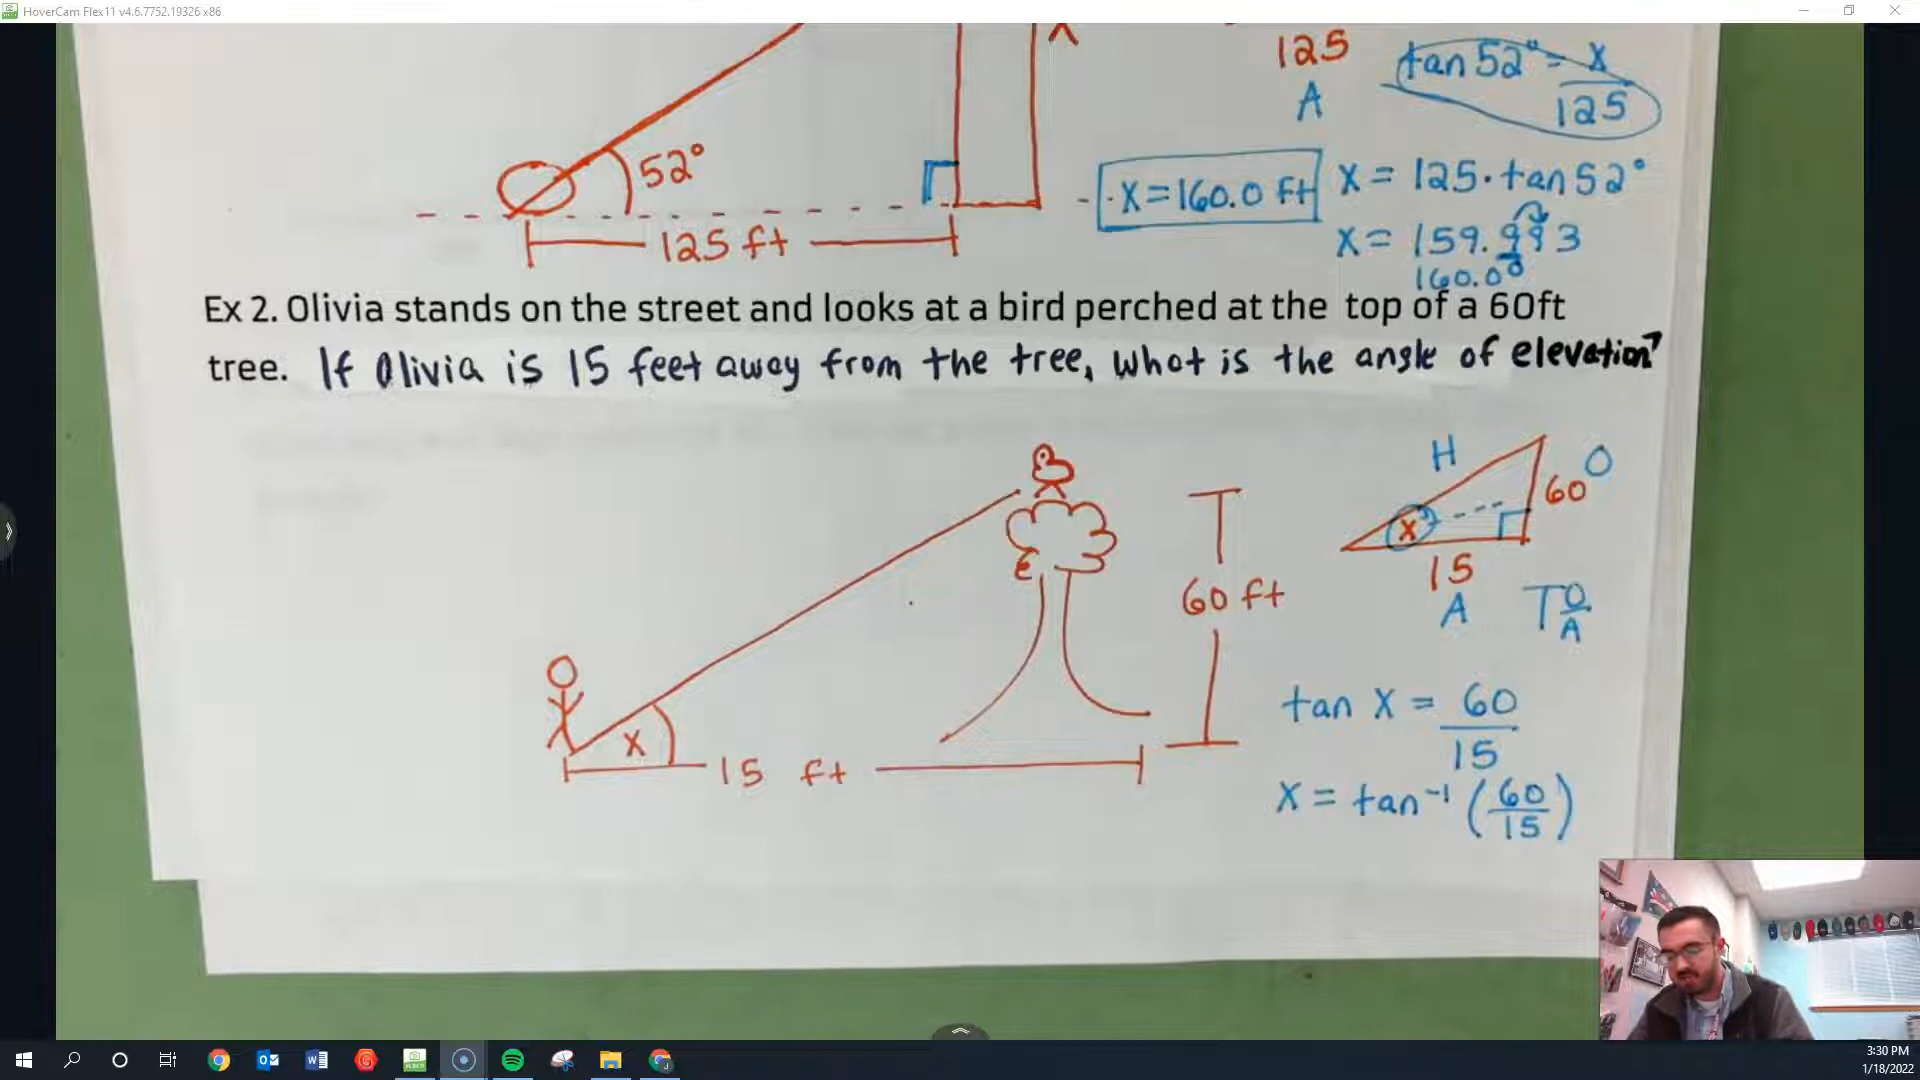 HoverCam Flex11 v4.6.7752.19326 x86
125
A
tan 52° = x
125
52°
125 ft
X = 160.0 ft
X = 125 · tan 52°
X = 159.993
160.0
Ex 2. Olivia stands on the street and looks at a bird perched at the top of a 60ft
tree. If Olivia is 15 feet away from the tree, what is the angle of elevation?
H
60
O
X
15
A
T O
A
60 ft
X
15 ft
tan X = 60
15
X = tan⁻¹ (60
15)
3:30 PM
1/18/2022